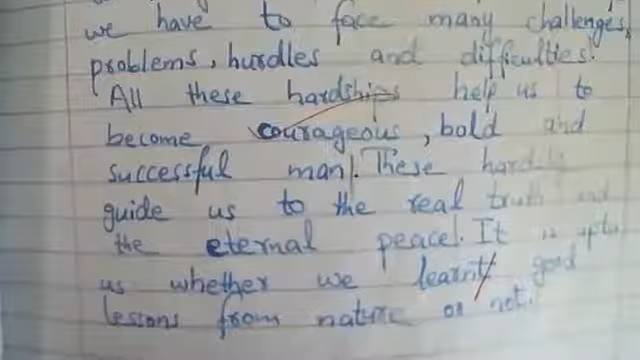 we have to face many challenges,
problems, hurdles and difficulties.
All these hardships help us to
become courageous, bold and
successful man. These
guide us to the real truth and
the eternal peace. It is upto
us whether we learnt good
lessons from nature or not.